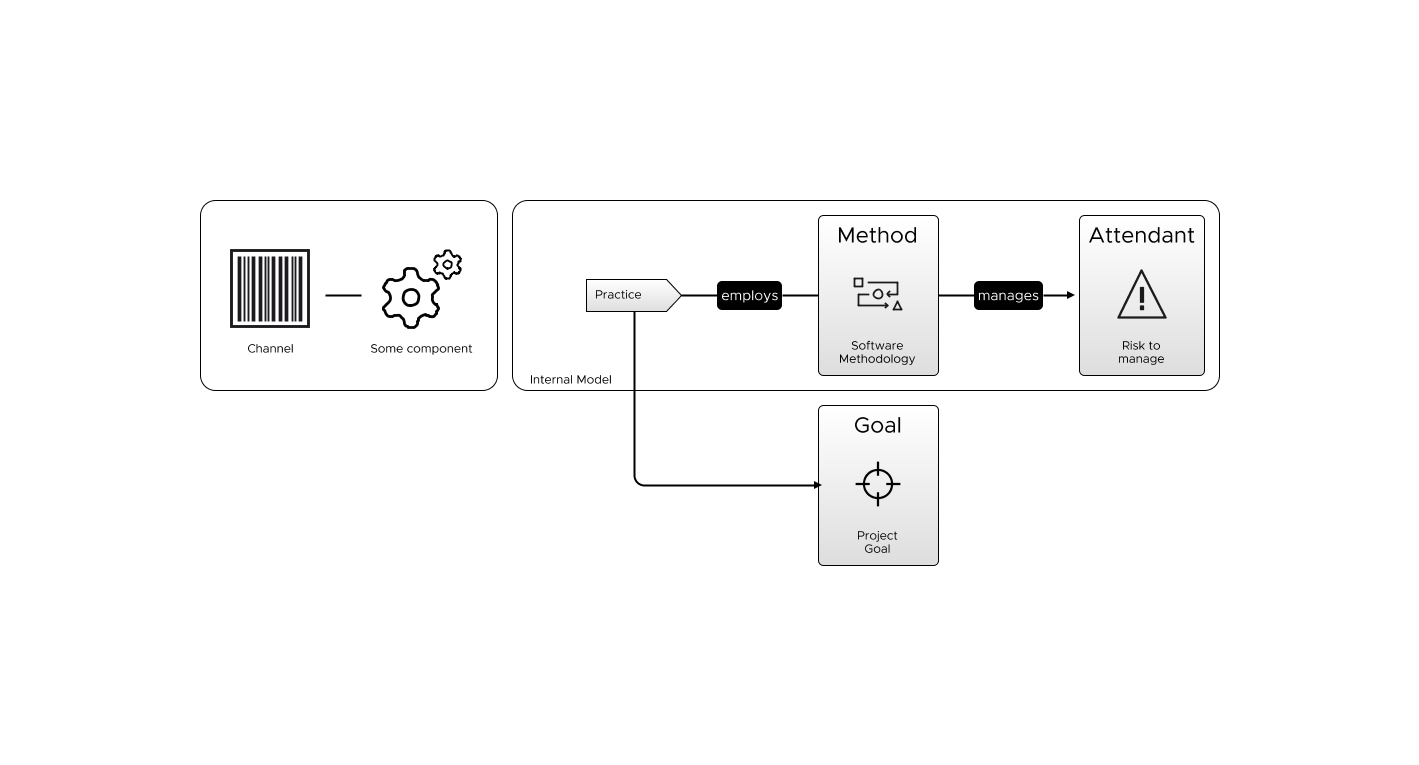 Channel
Some component
Practice
employs
Method
Software
Methodology
manages
Attendant
Risk to
manage
Internal Model
Goal
Project
Goal